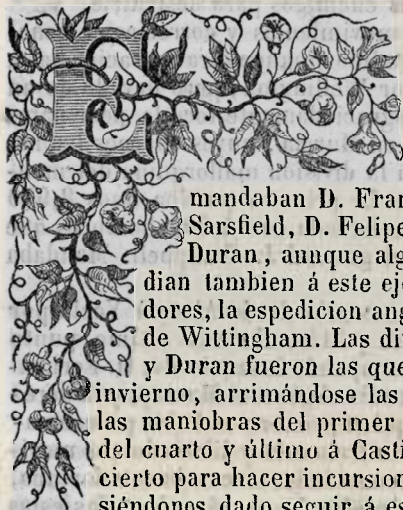 E
mandaban D. Fran
Sarsfield, D. Felipe
Duran, aunque alg
dian tambien á este eje
dores, la espedicion ang
de Wittingham. Las di
y Duran fueron las que
invierno, arrimándose las
las maniobras del primer
del cuarto y último á Casti
cierto para hacer incursion
siéndonos dado seguir á es